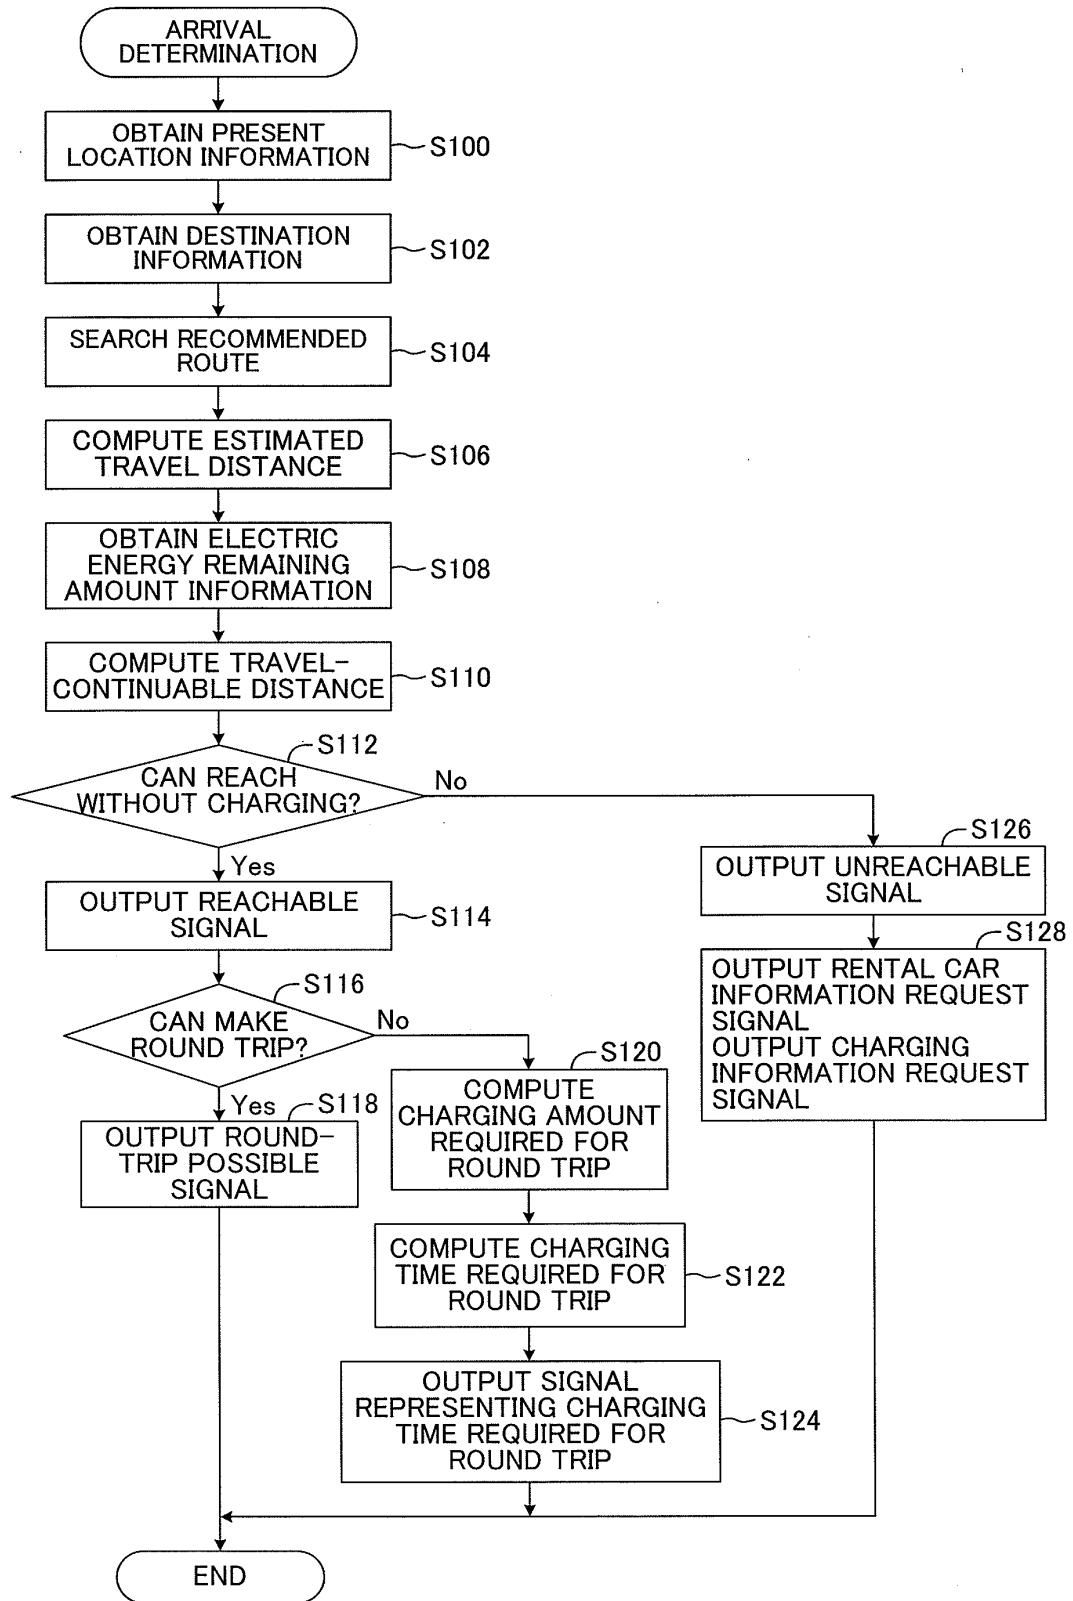 ARRIVAL
DETERMINATION
OBTAIN PRESENT
LOCATION INFORMATION
S100
OBTAIN DESTINATION
INFORMATION
S102
SEARCH RECOMMENDED
ROUTE
S104
COMPUTE ESTIMATED
TRAVEL DISTANCE
S106
OBTAIN ELECTRIC
ENERGY REMAINING
AMOUNT INFORMATION
S108
COMPUTE TRAVEL-
CONTINUABLE DISTANCE
S110
S112
CAN REACH
WITHOUT CHARGING?
No
Yes
S126
OUTPUT UNREACHABLE
SIGNAL
OUTPUT REACHABLE
SIGNAL
S114
S128
OUTPUT RENTAL CAR
INFORMATION REQUEST
SIGNAL
OUTPUT CHARGING
INFORMATION REQUEST
SIGNAL
S116
CAN MAKE
ROUND TRIP?
No
Yes
S118
OUTPUT ROUND-
TRIP POSSIBLE
SIGNAL
S120
COMPUTE
CHARGING AMOUNT
REQUIRED FOR
ROUND TRIP
COMPUTE CHARGING
TIME REQUIRED FOR
ROUND TRIP
S122
OUTPUT SIGNAL
REPRESENTING CHARGING
TIME REQUIRED FOR
ROUND TRIP
S124
END